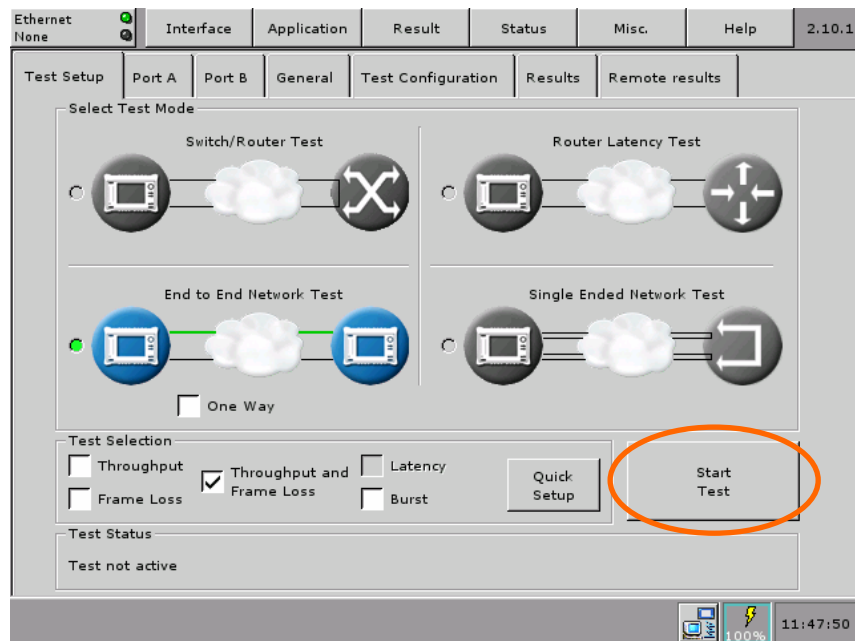 Ethernet
None
Interface
Application
Result
Status
Misc.
Help
2.10.1
Test Setup
Port A
Port B
General
Test Configuration
Results
Remote results
Select Test Mode
Switch/Router Test
Router Latency Test
End to End Network Test
Single Ended Network Test
One Way
Test Selection
Throughput
Frame Loss
Throughput and
Frame Loss
Latency
Burst
Quick
Setup
Start
Test
Test Status
Test not active
100%
11:47:50